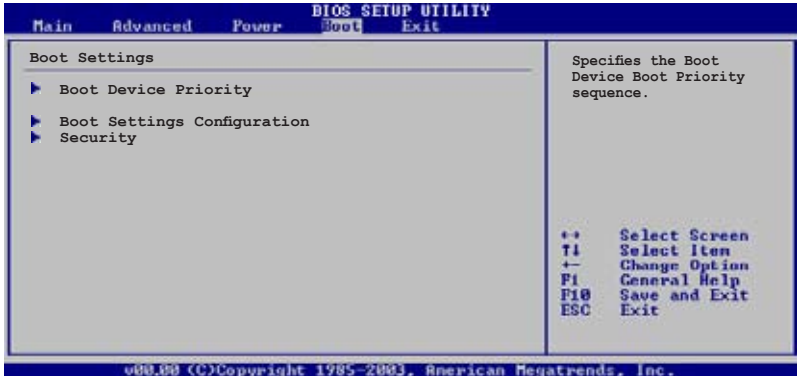 BIOS SETUP UTILITY
Main Advanced Power Boot Exit
Boot Settings
Boot Device Priority
Boot Settings Configuration
Security
Specifies the Boot
Device Boot Priority
sequence.
←→ Select Screen
↑↓ Select Item
+- Change Option
F1 General Help
F10 Save and Exit
ESC Exit
v00.00 (C)Copyright 1985-2003, American Megatrends, Inc.